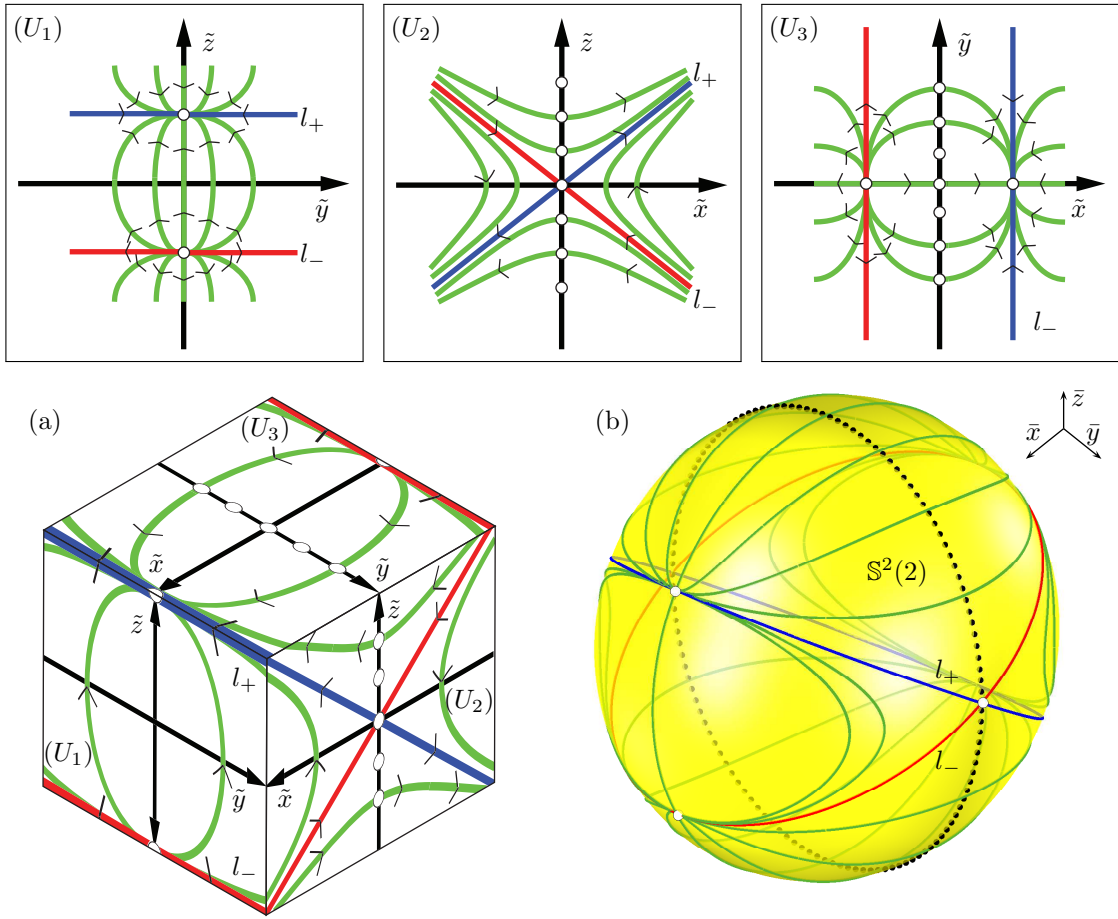 (U₁)
z̃
l₊
ỹ
l₋
(U₂)
z̃
l₊
x̃
l₋
(U₃)
ỹ
x̃
l₋
(a)
(U₃)
x̃
ỹ
z̃
z̃
l₊
(U₂)
(U₁)
ỹ
x̃
l₋
(b)
z̄
x̄
ȳ
𝕊²(2)
l₊
l₋